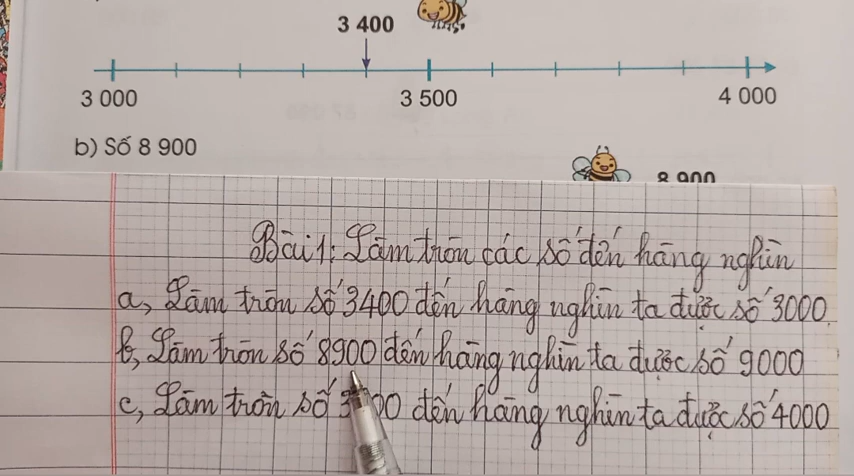 3 400
3 000 3 500 4 000
b) Số 8 900
8 900
Bài 1: Làm tròn các số đến hàng nghìn
a, Làm tròn số 3400 đến hàng nghìn ta được số 3000.
b, Làm tròn số 8900 đến hàng nghìn ta được số 9000
c, Làm tròn số đến hàng nghìn ta được số 4000